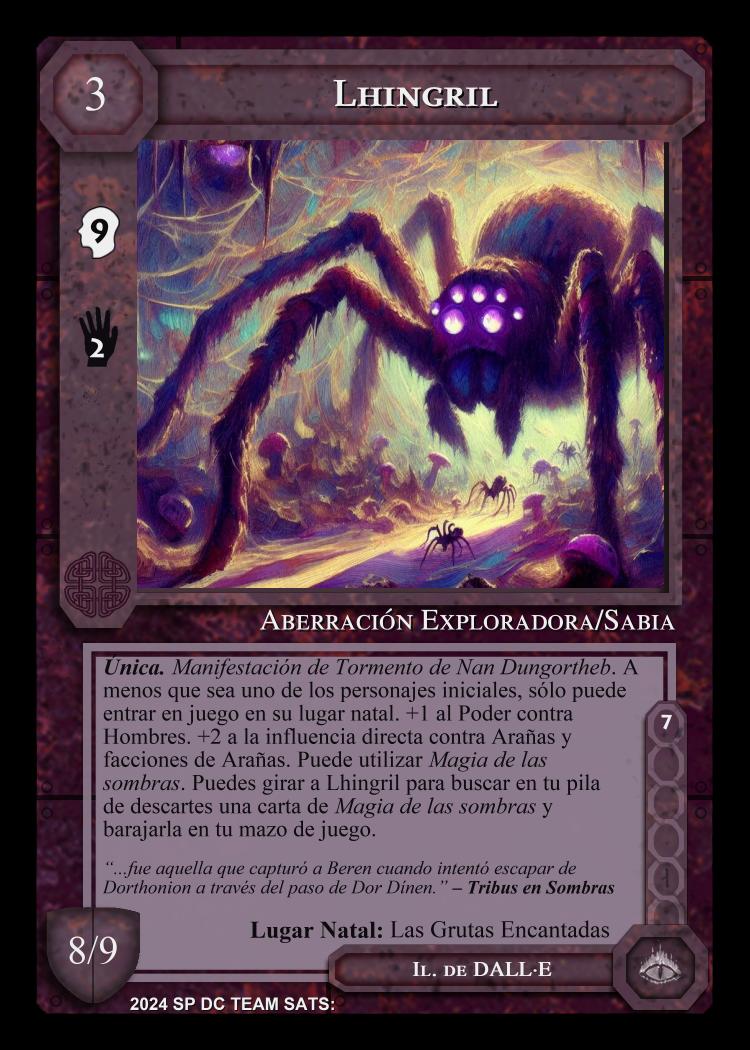 3
Lhingril
9
2
Aberración Exploradora/Sabia
Única. Manifestación de Tormento de Nan Dungortheb. A
menos que sea uno de los personajes iniciales, sólo puede
entrar en juego en su lugar natal. +1 al Poder contra
Hombres. +2 a la influencia directa contra Arañas y
facciones de Arañas. Puede utilizar Magia de las
sombras. Puedes girar a Lhingril para buscar en tu pila
de descartes una carta de Magia de las sombras y
barajarla en tu mazo de juego.
7
“...fue aquella que capturó a Beren cuando intentó escapar de
Dorthonion a través del paso de Dor Dínen.” – Tribus en Sombras
Lugar Natal: Las Grutas Encantadas
8/9
Il. de DALL·E
2024 SP DC TEAM SATS: